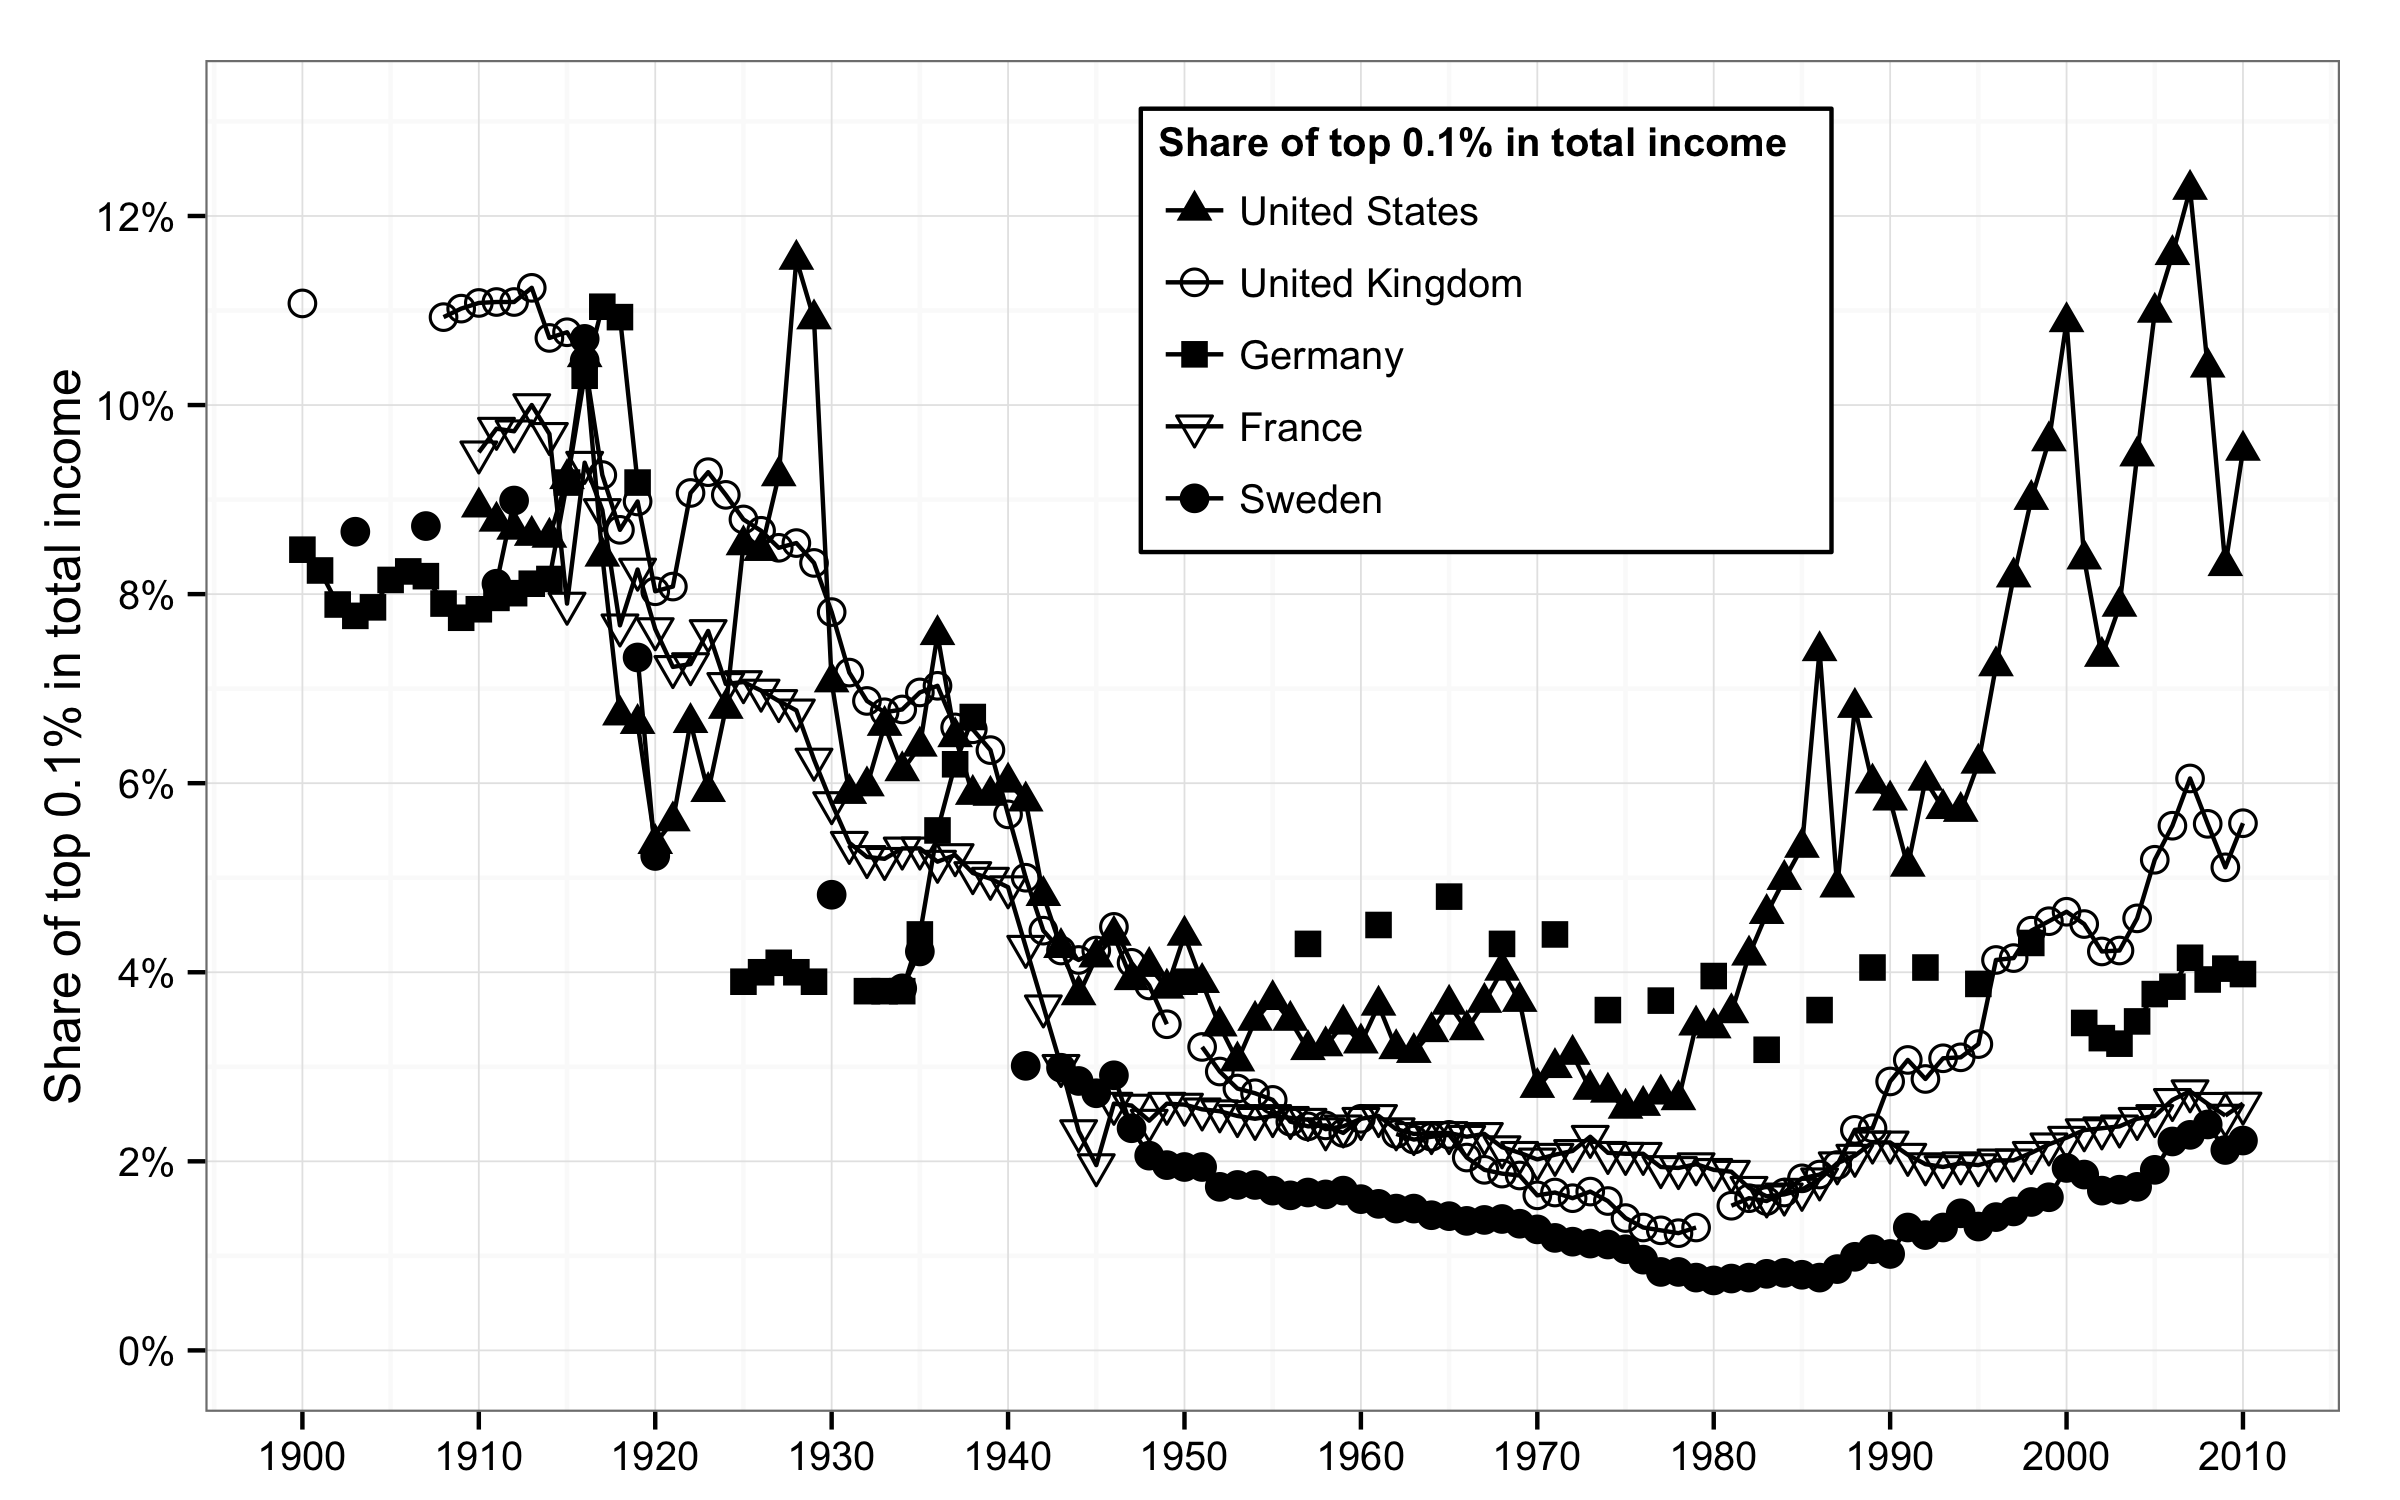 Share of top 0.1% in total income
Share of top 0.1% in total income
United States
United Kingdom
Germany
France
Sweden
12%
10%
8%
6%
4%
2%
0%
1900 1910 1920 1930 1940 1950 1960 1970 1980 1990 2000 2010